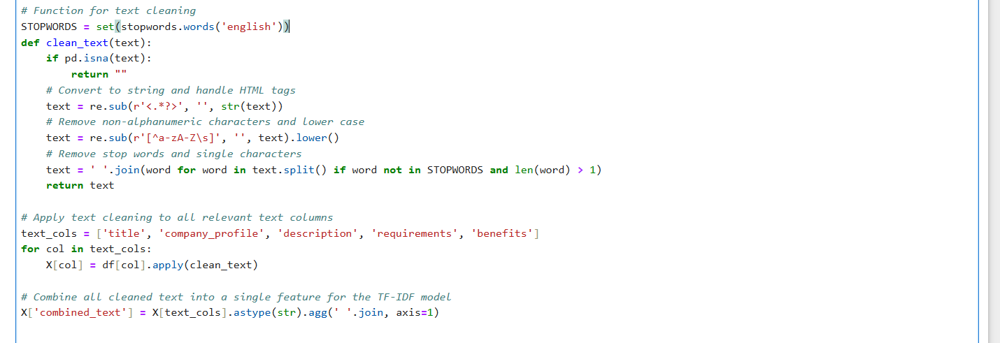 # Function for text cleaning
STOPWORDS = set(stopwords.words('english'))
def clean_text(text):
    if pd.isna(text):
        return ""
    # Convert to string and handle HTML tags
    text = re.sub(r'<.*?>', '', str(text))
    # Remove non-alphanumeric characters and lower case
    text = re.sub(r'[^a-zA-Z\s]', '', text).lower()
    # Remove stop words and single characters
    text = ' '.join(word for word in text.split() if word not in STOPWORDS and len(word) > 1)
    return text

# Apply text cleaning to all relevant text columns
text_cols = ['title', 'company_profile', 'description', 'requirements', 'benefits']
for col in text_cols:
    X[col] = df[col].apply(clean_text)

# Combine all cleaned text into a single feature for the TF-IDF model
X['combined_text'] = X[text_cols].astype(str).agg(' '.join, axis=1)